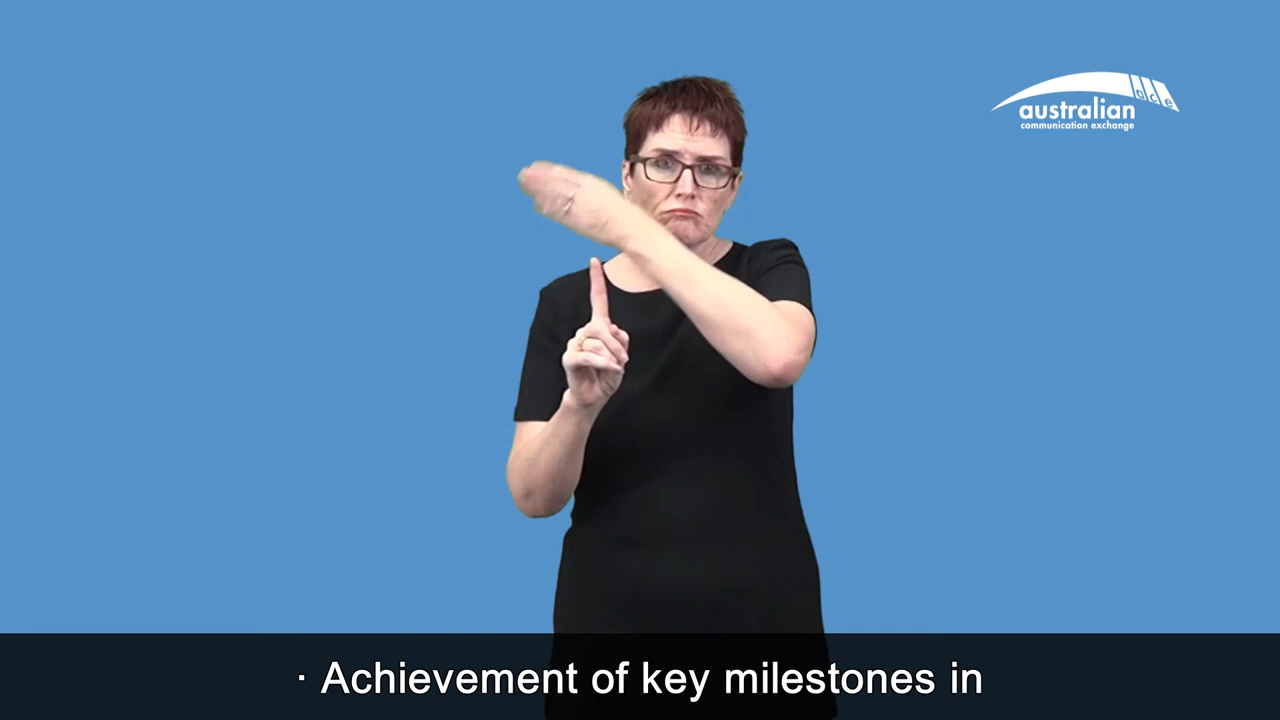 ace
australian
communication exchange
· Achievement of key milestones in